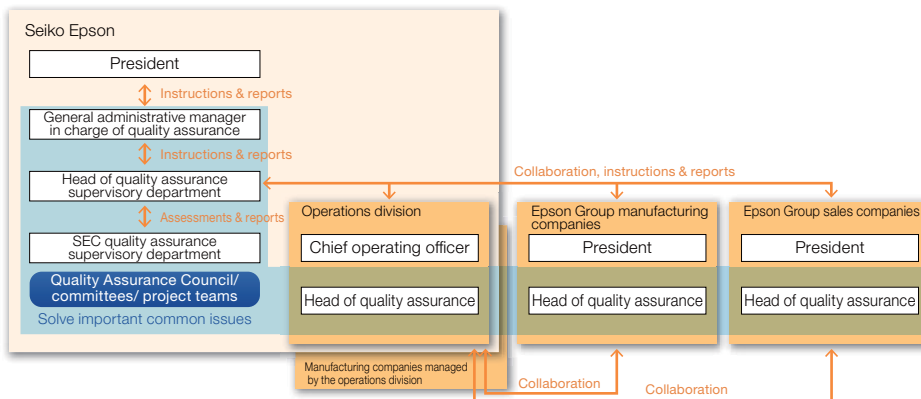 Seiko Epson
President
Instructions & reports
General administrative manager
in charge of quality assurance
Instructions & reports
Head of quality assurance
supervisory department
Assessments & reports
SEC quality assurance
supervisory department
Quality Assurance Council/
committees/ project teams
Solve important common issues
Collaboration, instructions & reports
Operations division
Chief operating officer
Head of quality assurance
Manufacturing companies managed
by the operations division
Epson Group manufacturing
companies
President
Head of quality assurance
Epson Group sales companies
President
Head of quality assurance
Collaboration
Collaboration